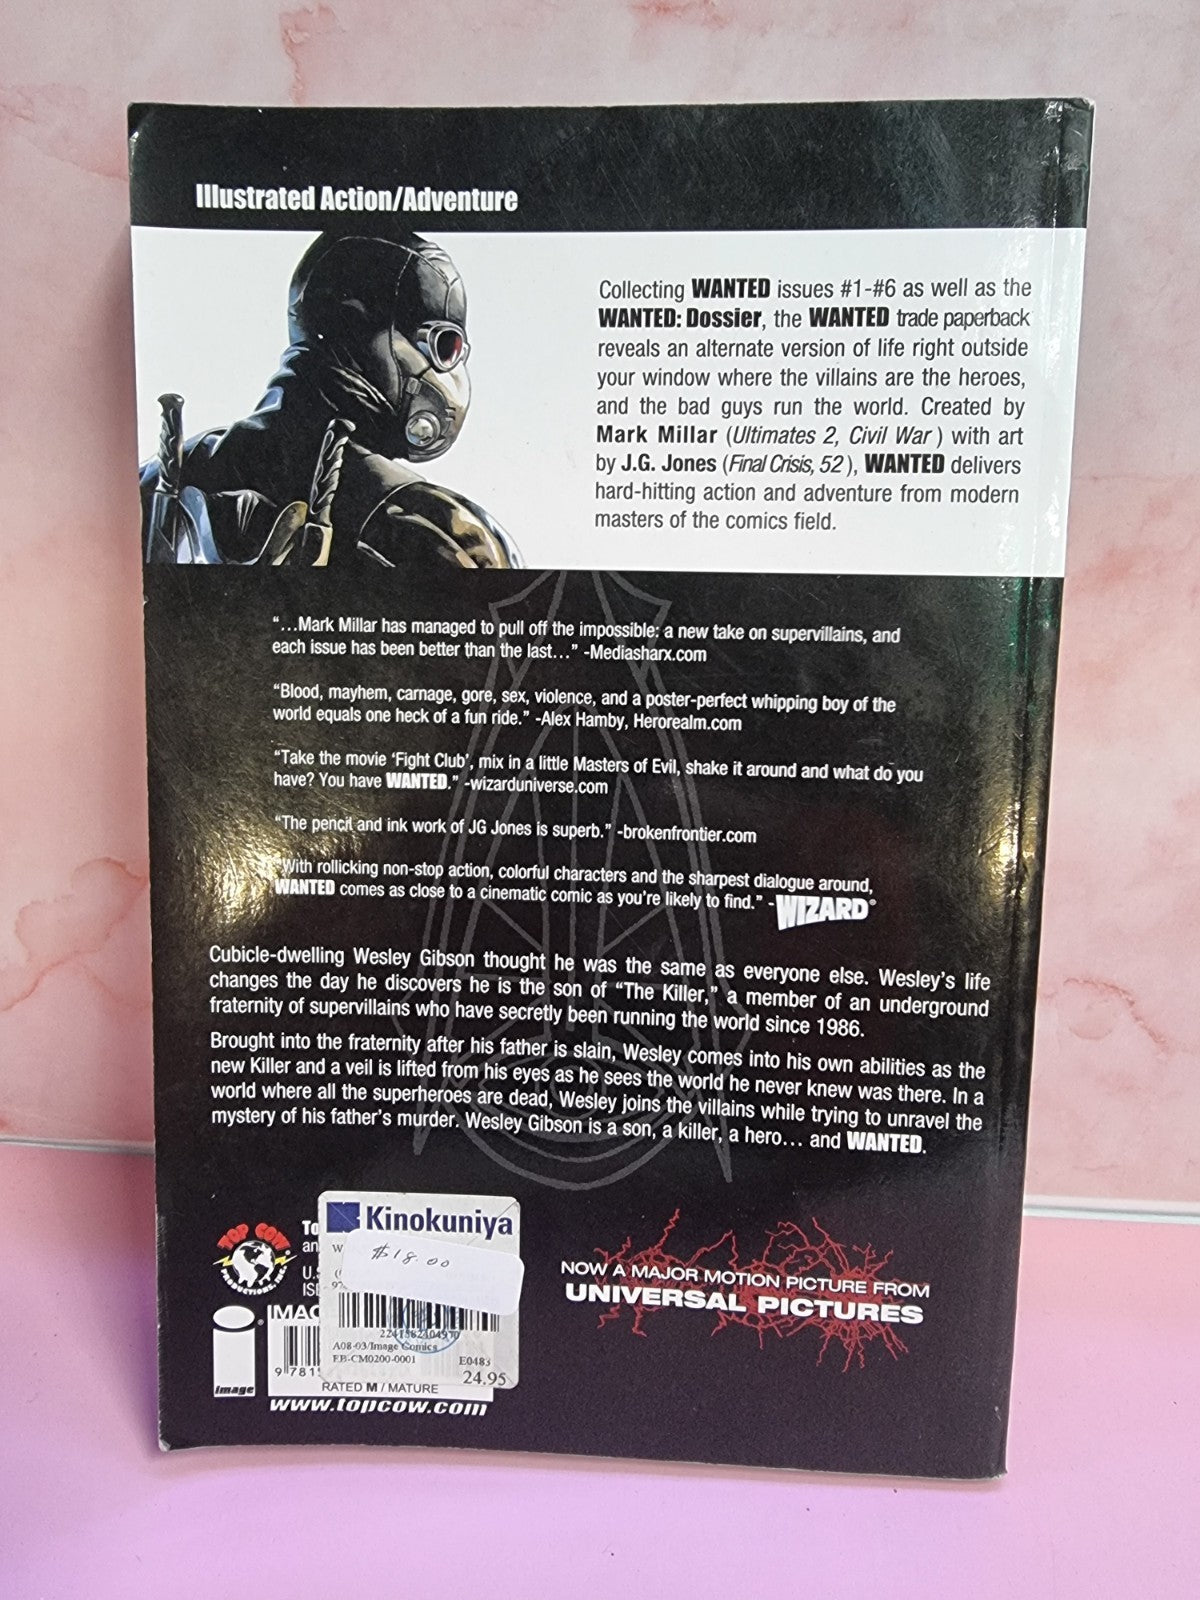 Illustrated Action/Adventure
Collecting WANTED issues #1-#6 as well as the
WANTED: Dossier, the WANTED trade paperback
reveals an alternate version of life right outside
your window where the villains are the heroes,
and the bad guys run the world. Created by
Mark Millar (Ultimates 2, Civil War ) with art
by J.G. Jones (Final Crisis, 52 ), WANTED delivers
hard-hitting action and adventure from modern
masters of the comics field.
“…Mark Millar has managed to pull off the impossible: a new take on supervillains, and
each issue has been better than the last…” -Mediasharx.com
“Blood, mayhem, carnage, gore, sex, violence, and a poster-perfect whipping boy of the
world equals one heck of a fun ride.” -Alex Hamby, Herorealm.com
“Take the movie ‘Fight Club’, mix in a little Masters of Evil, shake it around and what do you
have? You have WANTED.” -wizarduniverse.com
“The pencil and ink work of JG Jones is superb.” -brokenfrontier.com
“With rollicking non-stop action, colorful characters and the sharpest dialogue around,
WANTED comes as close to a cinematic comic as you’re likely to find.” -WIZARD®
Cubicle-dwelling Wesley Gibson thought he was the same as everyone else. Wesley’s life
changes the day he discovers he is the son of “The Killer,” a member of an underground
fraternity of supervillains who have secretly been running the world since 1986.
Brought into the fraternity after his father is slain, Wesley comes into his own abilities as the
new Killer and a veil is lifted from his eyes as he sees the world he never knew was there. In a
world where all the superheroes are dead, Wesley joins the villains while trying to unravel the
mystery of his father’s murder. Wesley Gibson is a son, a killer, a hero… and WANTED.
TOP COW
PRODUCTIONS, INC.
Kinokuniya
$18.00
2241582404970
A08-03/Image Comics
EB-CM0200-0001 E0483
24.95
image
RATED M / MATURE
www.topcow.com
NOW A MAJOR MOTION PICTURE FROM
UNIVERSAL PICTURES